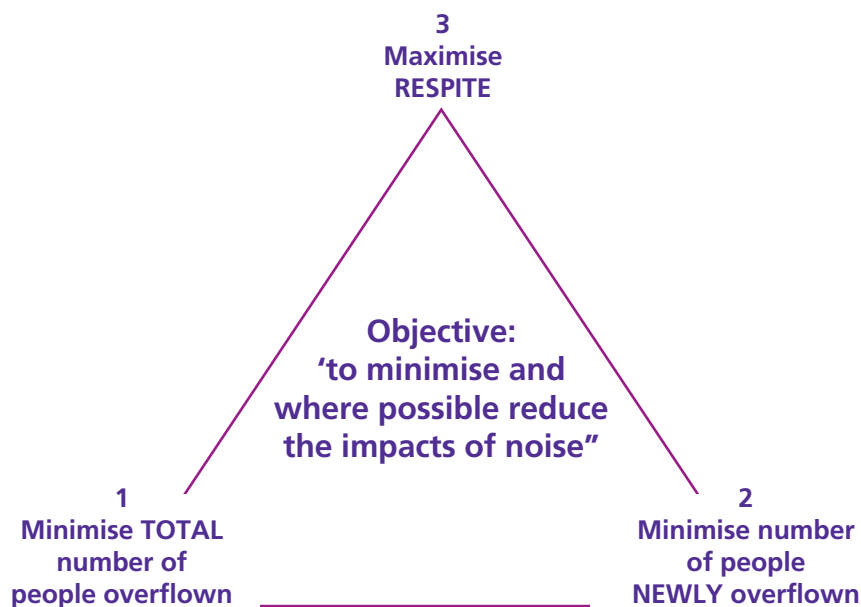 3
Maximise
RESPITE
Objective:
‘to minimise and
where possible reduce
the impacts of noise”
1
Minimise TOTAL
number of
people overflown
2
Minimise number
of people
NEWLY overflown